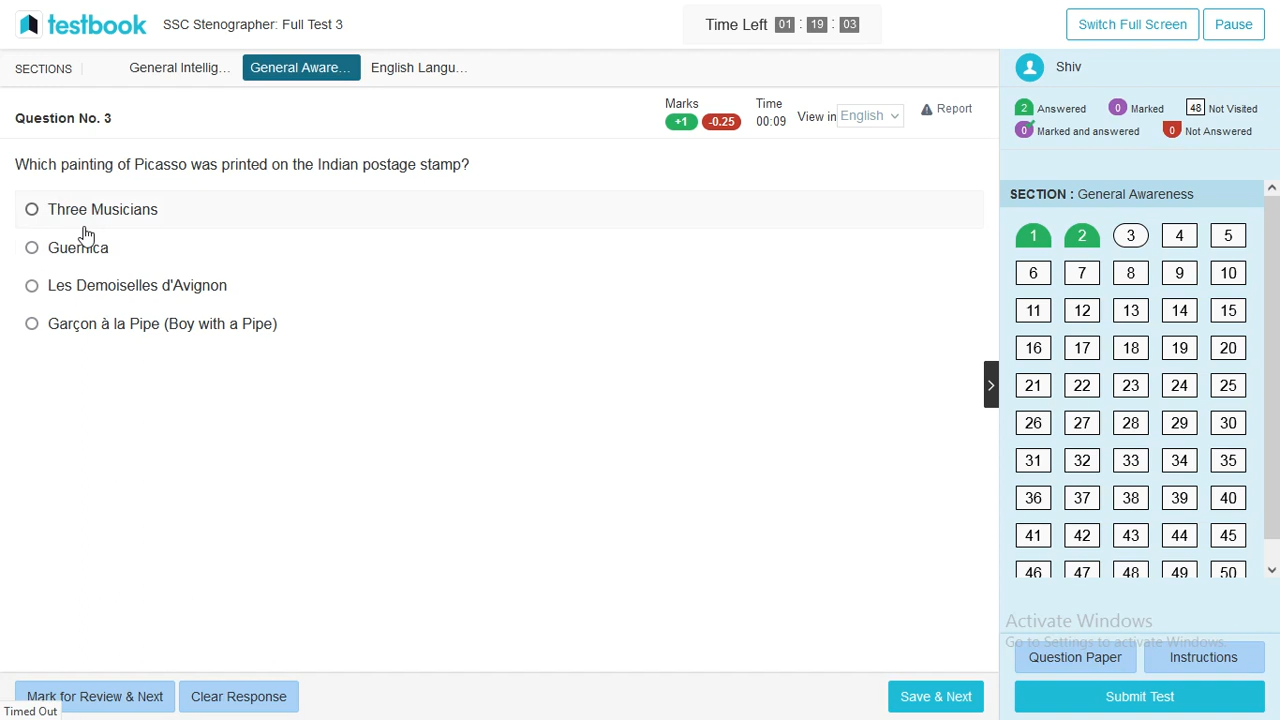 testbook SSC Stenographer: Full Test 3 Time Left 01 : 19 : 03 Switch Full Screen Pause
SECTIONS General Intellig... General Aware... English Langu... Shiv
Question No. 3 Marks +1 -0.25 Time 00:09 View in English Report
2 Answered 0 Marked 48 Not Visited
0 Marked and answered 0 Not Answered
Which painting of Picasso was printed on the Indian postage stamp?
Three Musicians
Guernica
Les Demoiselles d'Avignon
Garçon à la Pipe (Boy with a Pipe)
SECTION : General Awareness
1 2 3 4 5
6 7 8 9 10
11 12 13 14 15
16 17 18 19 20
21 22 23 24 25
26 27 28 29 30
31 32 33 34 35
36 37 38 39 40
41 42 43 44 45
46 47 48 49 50
Activate Windows
Go to Settings to activate Windows.
Question Paper Instructions
Mark for Review & Next Clear Response Save & Next Submit Test
Timed Out